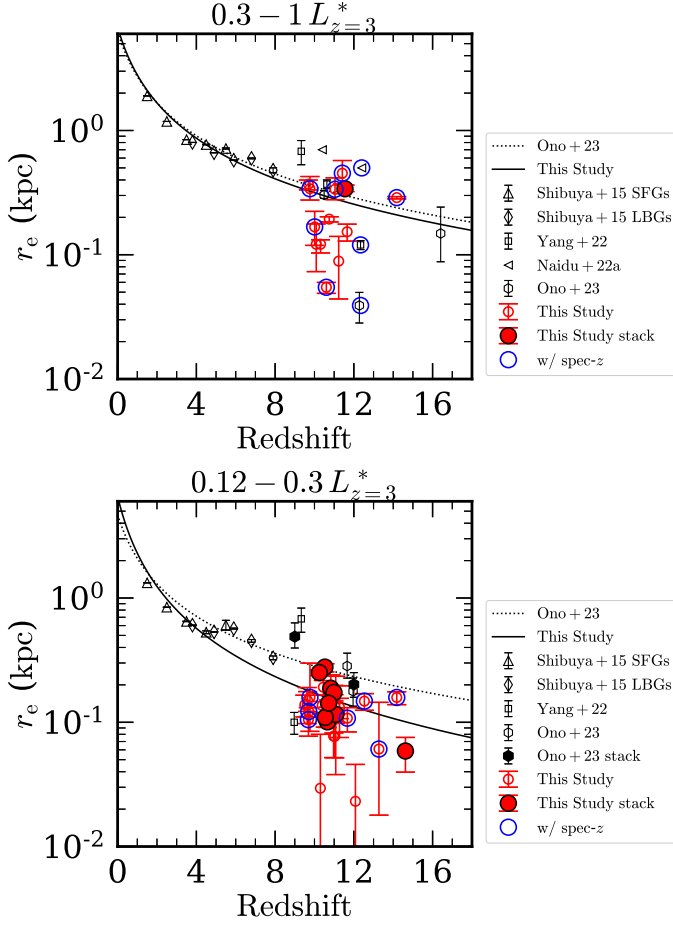 0.3 − 1 L*z=3
10^0
10^-1
10^-2
re (kpc)
0 4 8 12 16
Redshift
Ono + 23
This Study
Shibuya + 15 SFGs
Shibuya + 15 LBGs
Yang + 22
Naidu + 22a
Ono + 23
This Study
This Study stack
w/ spec-z
0.12 − 0.3 L*z=3
10^0
10^-1
10^-2
re (kpc)
0 4 8 12 16
Redshift
Ono + 23
This Study
Shibuya + 15 SFGs
Shibuya + 15 LBGs
Yang + 22
Ono + 23
Ono + 23 stack
This Study
This Study stack
w/ spec-z